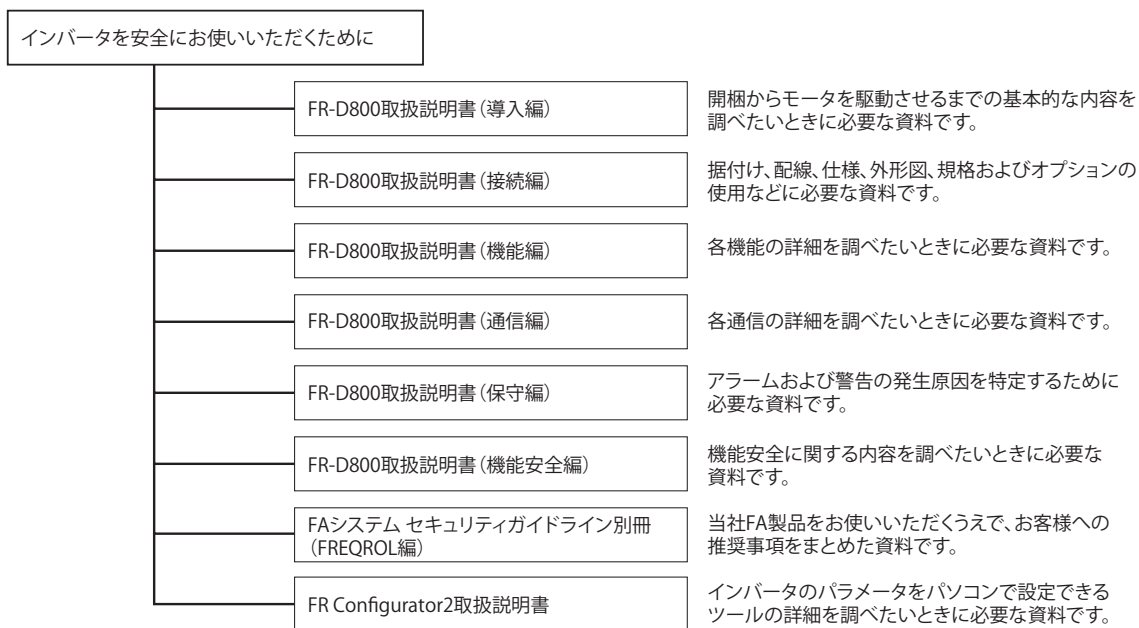 インバータを安全にお使いいただくために
FR-D800取扱説明書（導入編）
開梱からモータを駆動させるまでの基本的な内容を
調べたいときに必要な資料です。
FR-D800取扱説明書（接続編）
据付け、配線、仕様、外形図、規格およびオプションの
使用などに必要な資料です。
FR-D800取扱説明書（機能編）
各機能の詳細を調べたいときに必要な資料です。
FR-D800取扱説明書（通信編）
各通信の詳細を調べたいときに必要な資料です。
FR-D800取扱説明書（保守編）
アラームおよび警告の発生原因を特定するために
必要な資料です。
FR-D800取扱説明書（機能安全編）
機能安全に関する内容を調べたいときに必要な
資料です。
FAシステム セキュリティガイドライン別冊
（FREQROL編）
当社FA製品をお使いいただくうえで、お客様への
推奨事項をまとめた資料です。
FR Configurator2取扱説明書
インバータのパラメータをパソコンで設定できる
ツールの詳細を調べたいときに必要な資料です。